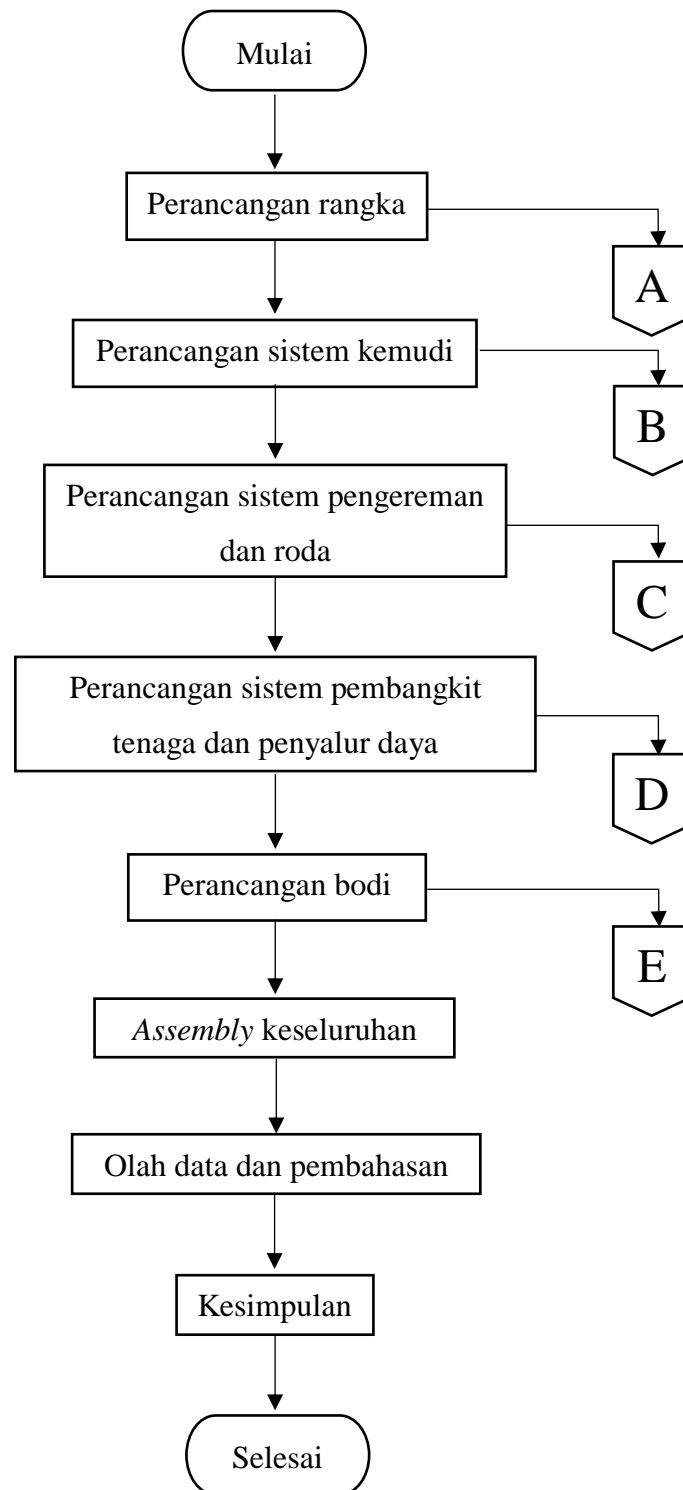 Mulai
Perancangan rangka
A
Perancangan sistem kemudi
B
Perancangan sistem pengereman
dan roda
C
Perancangan sistem pembangkit
tenaga dan penyalur daya
D
Perancangan bodi
E
Assembly keseluruhan
Olah data dan pembahasan
Kesimpulan
Selesai